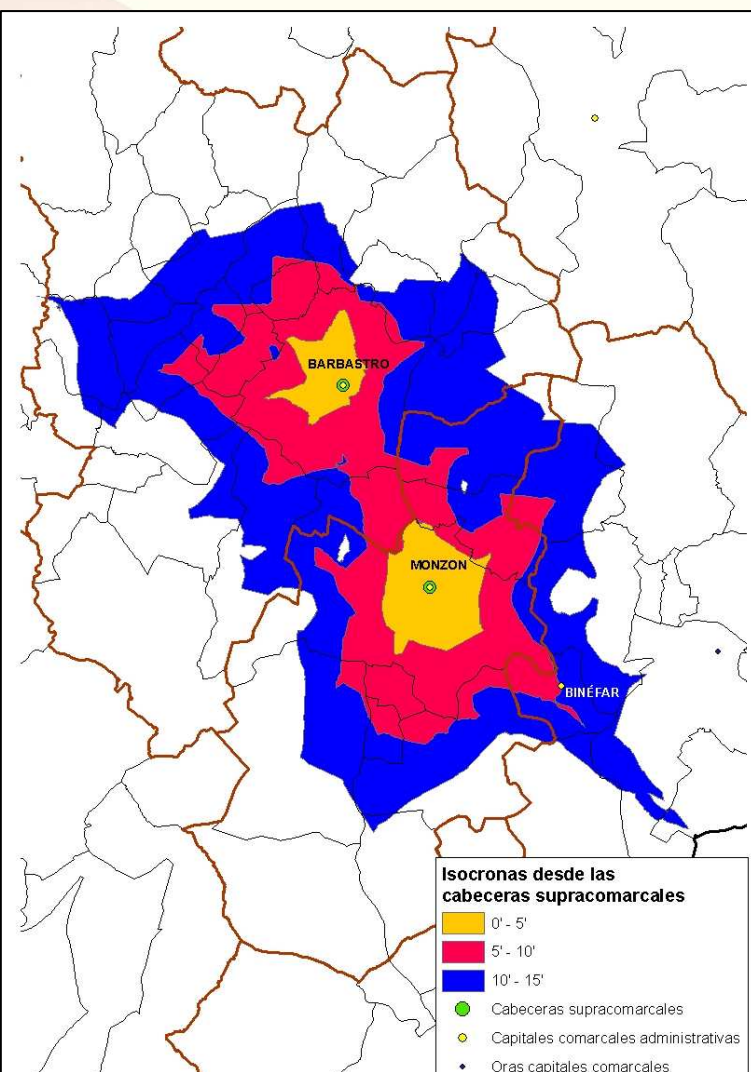 BARBASTRO
MONZON
BINÉFAR
Isocronas desde las
cabeceras supracomarcales
0' - 5'
5' - 10'
10' - 15'
Cabeceras supracomarcales
Capitales comarcales administrativas
Oras capitales comarcales